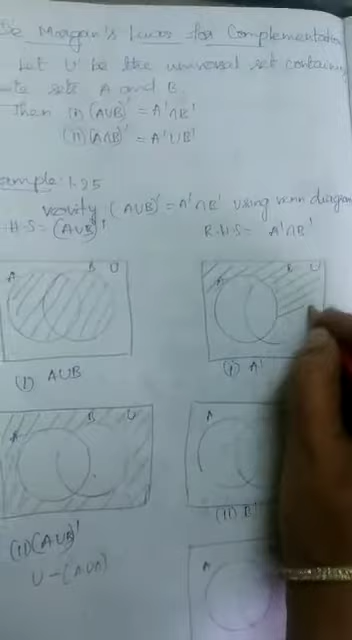 De Morgan's Laws for Complementation
Let U be the universal set containing
sets A and B.
Then (i) (A∪B)' = A'∩B'
(ii) (A∩B)' = A'∪B'
ample 1.25
verify (A∪B)' = A'∩B' using venn diagram
.H.S = (A∪B)'
R.H.S = A'∩B'
A B U
(i) A∪B
A B U
(i) A'
A B U
(ii) (A∪B)'
U-(A∪B)
A
(ii) B'
A